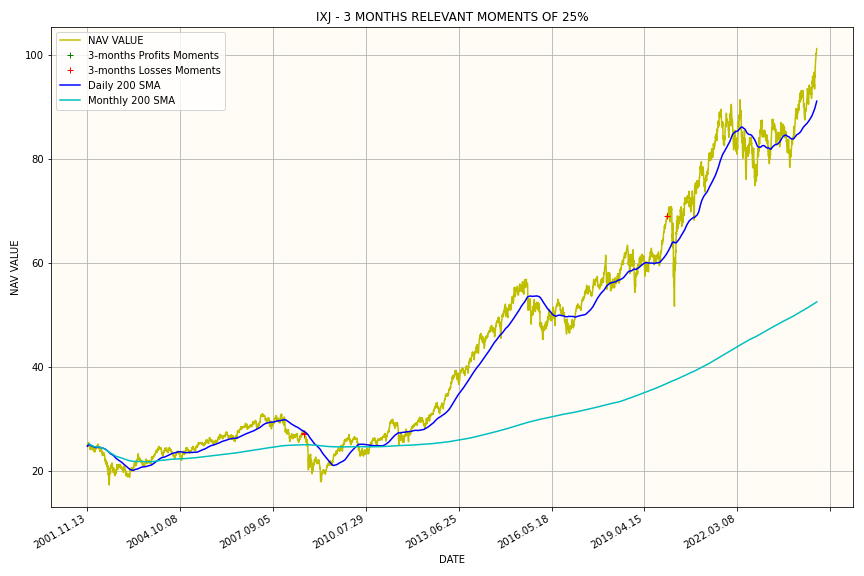 IXJ - 3 MONTHS RELEVANT MOMENTS OF 25%
NAV VALUE
3-months Profits Moments
3-months Losses Moments
Daily 200 SMA
Monthly 200 SMA
100
80
60
40
20
NAV VALUE
2001.11.13
2004.10.08
2007.09.05
2010.07.29
2013.06.25
2016.05.18
2019.04.15
2022.03.08
DATE